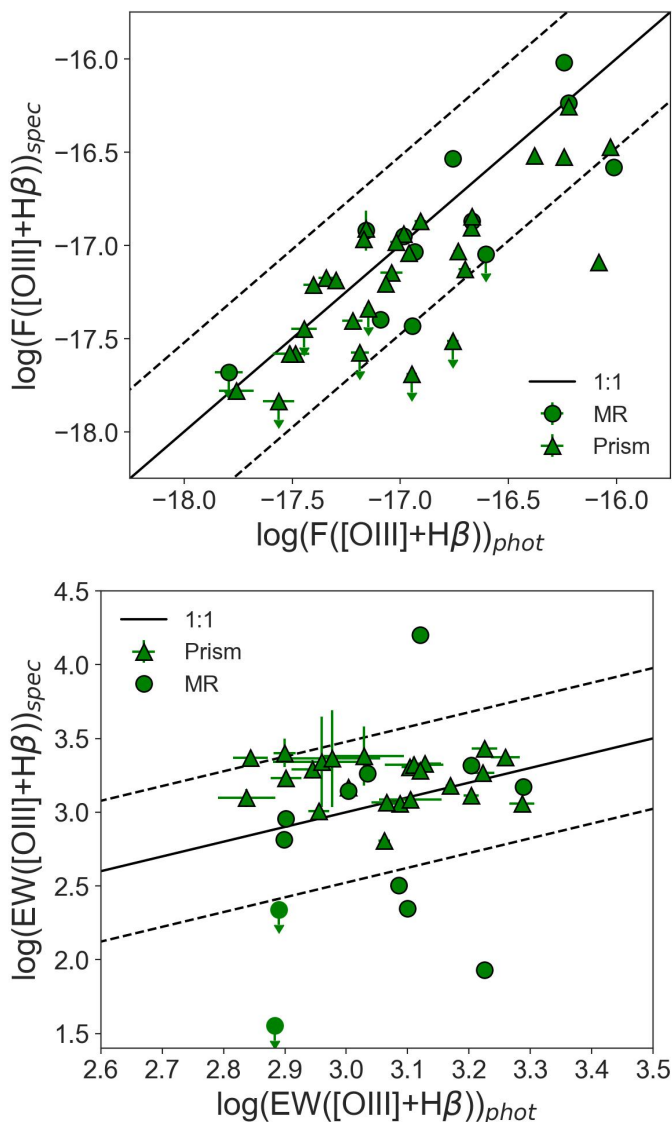 log(F([OIII]+Hβ))spec
−16.0
−16.5
−17.0
−17.5
−18.0
1:1
MR
Prism
−18.0 −17.5 −17.0 −16.5 −16.0
log(F([OIII]+Hβ))phot
log(EW([OIII]+Hβ))spec
4.5
4.0
3.5
3.0
2.5
2.0
1.5
1:1
Prism
MR
2.6 2.7 2.8 2.9 3.0 3.1 3.2 3.3 3.4 3.5
log(EW([OIII]+Hβ))phot